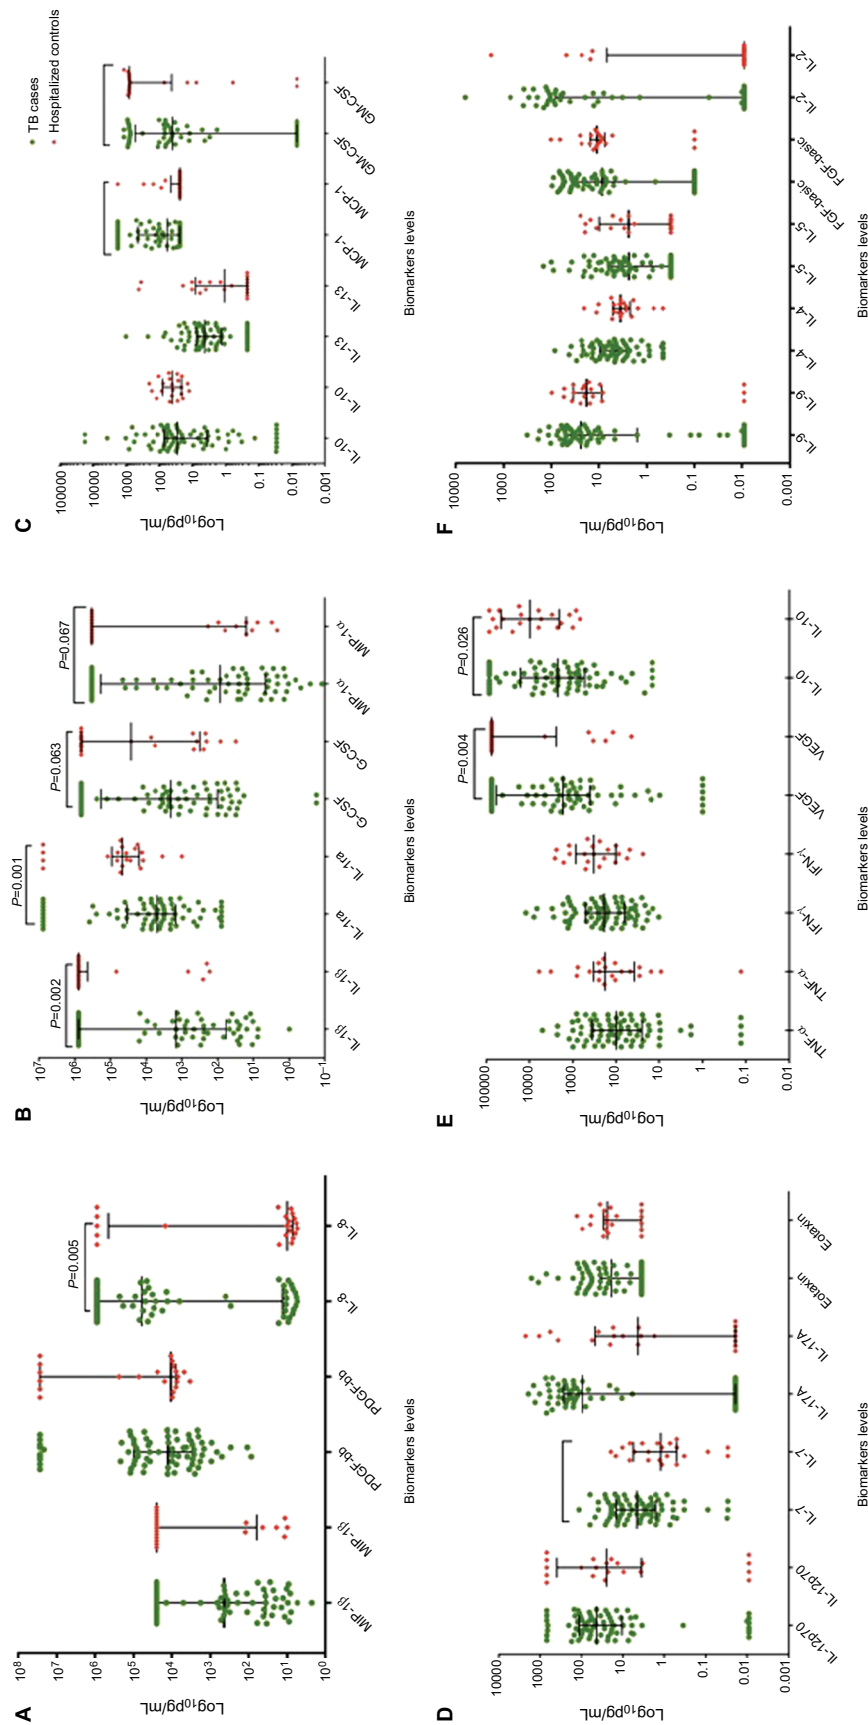 A
Log10pg/mL
10^8
10^7
10^6
10^5
10^4
10^3
10^2
10^1
10^0
P=0.005
MIP-1β
MIP-1β
PDGF-bb
PDGF-bb
IL-8
IL-8
Biomarkers levels
B
Log10pg/mL
10^7
10^6
10^5
10^4
10^3
10^2
10^1
10^0
10^-1
P=0.002
P=0.001
P=0.063
P=0.067
IL-1β
IL-1β
IL-1ra
IL-1ra
G-CSF
G-CSF
MIP-1α
MIP-1α
Biomarkers levels
C
TB cases
Hospitalized controls
Log10pg/mL
100000
10000
1000
100
10
1
0.1
0.01
0.001
IL-10
IL-10
IL-13
IL-13
MCP-1
MCP-1
GM-CSF
GM-CSF
Biomarkers levels
D
Log10pg/mL
10000
1000
100
10
1
0.1
0.01
0.001
IL-12p70
IL-12p70
IL-7
IL-7
IL-17A
IL-17A
Eotaxin
Eotaxin
Biomarkers levels
E
Log10pg/mL
100000
10000
1000
100
10
1
0.1
0.01
P=0.004
P=0.026
TNF-α
TNF-α
IFN-γ
IFN-γ
VEGF
VEGF
IL-10
IL-10
Biomarkers levels
F
Log10pg/mL
10000
1000
100
10
1
0.1
0.01
0.001
IL-9
IL-9
IL-4
IL-4
IL-5
IL-5
FGF-basic
FGF-basic
IL-2
IL-2
Biomarkers levels